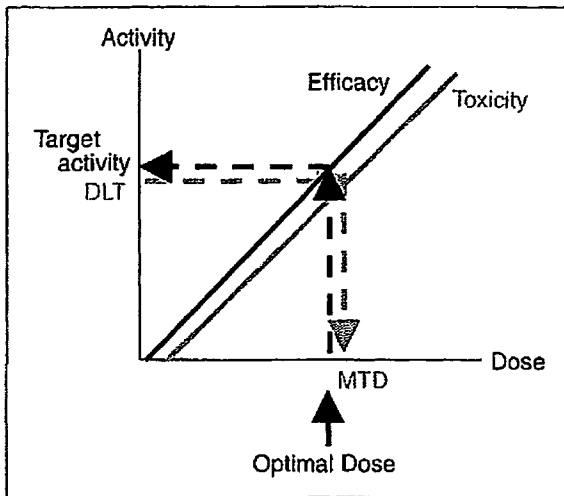 Activity
Efficacy
Toxicity
Target
activity
DLT
Dose
MTD
Optimal Dose